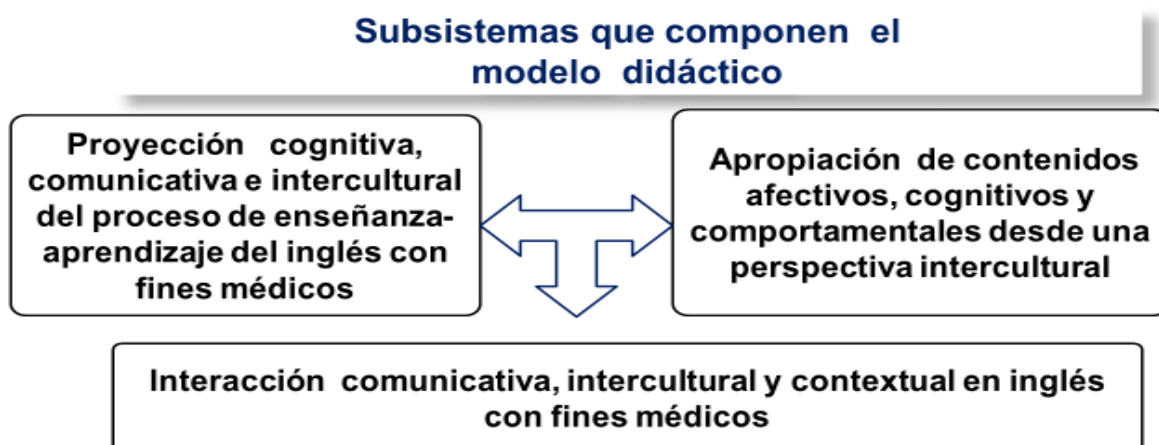 Subsistemas que componen el
modelo didáctico
Proyección cognitiva,
comunicativa e intercultural
del proceso de enseñanza-
aprendizaje del inglés con
fines médicos
Apropiación de contenidos
afectivos, cognitivos y
comportamentales desde una
perspectiva intercultural
Interacción comunicativa, intercultural y contextual en inglés
con fines médicos